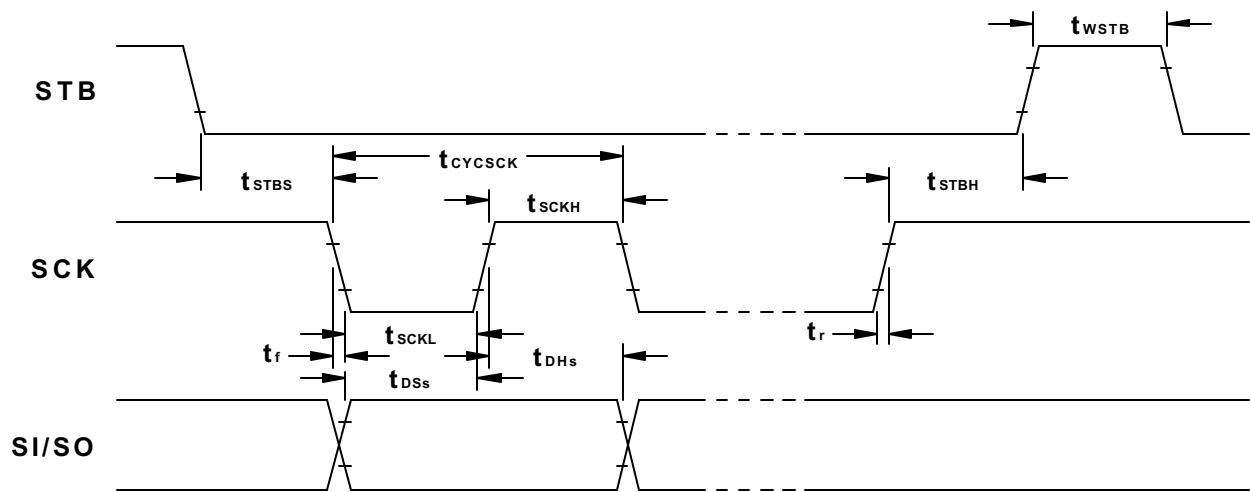 tWSTB
STB
tCYCSCK
tSTBS
tSTBH
tSCKH
SCK
tSCKL
tr
tf
tDHs
tDSs
SI/SO